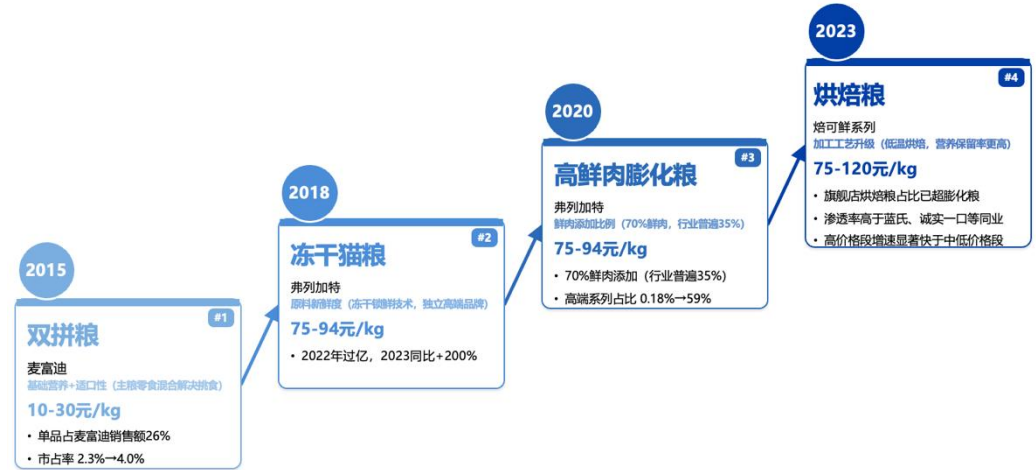 2015
#1
双拼粮
麦富迪
基础营养+适口性（主粮零食混合解决挑食）
10-30元/kg
• 单品占麦富迪销售额26%
• 市占率 2.3%→4.0%
2018
#2
冻干猫粮
弗列加特
原料新鲜度（冻干锁鲜技术，独立高端品牌）
75-94元/kg
• 2022年过亿，2023同比+200%
2020
#3
高鲜肉膨化粮
弗列加特
鲜肉添加比例（70%鲜肉，行业普遍35%）
75-94元/kg
• 70%鲜肉添加（行业普遍35%）
• 高端系列占比 0.18%→59%
2023
#4
烘焙粮
焙可鲜系列
加工工艺升级（低温烘焙，营养保留率更高）
75-120元/kg
• 旗舰店烘焙粮占比已超膨化粮
• 渗透率高于蓝氏、诚实一口等同业
• 高价格段增速显著快于中低价格段